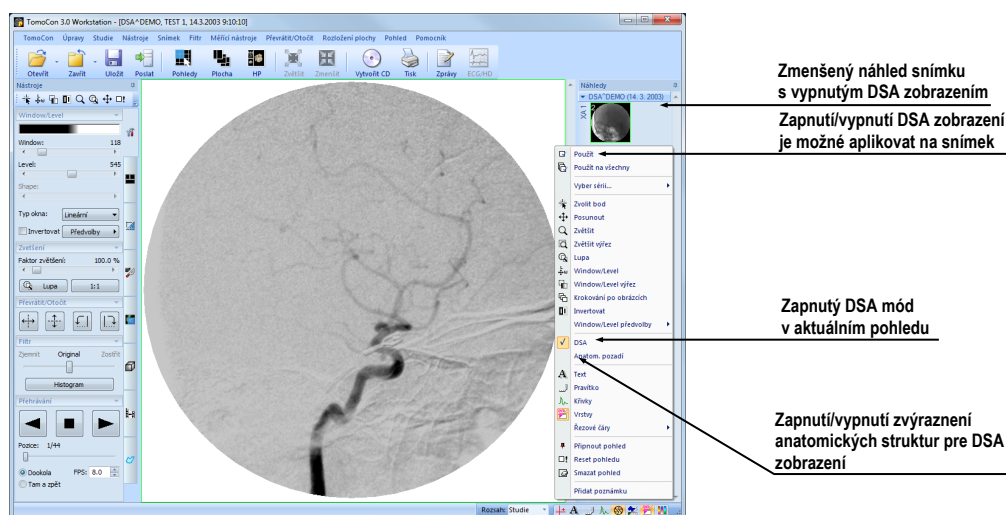 TomoCon 3.0 Workstation - [DSA^DEMO, TEST 1, 14.3.2003 9:10:10]
TomoCon Úpravy Studie Nástroje Snímek Filtr Měřící nástroje Převrátit/Otočit Rozložení plochy Pohled Pomocník
Otevřít Zavřít Uložit Poslat Pohledy Plocha HP Zvětšit Zmenšit Vytvořit CD Tisk Zprávy ECG/HD
Nástroje
Window/Level
Window: 118
Level: 545
Shape:
Typ okna: Lineární
Invertovat Předvolby
Zvetšení
Faktor zvětšení: 100.0 %
Lupa 1:1
Převrátit/Otočit
Filtr
Zjemnit Original Zostřit
Histogram
Přehrávání
Pozice: 1/44
Dookola FPS: 8.0
Tam a zpět
Náhledy
DSA^DEMO (14. 3. 2003)
XA 1
2
Použít
Použít na všechny
Vyber sérii...
Zvolit bod
Posunout
Zvětšit
Zvětšit výřez
Lupa
Window/Level
Window/Level výřez
Krokování po obrázcích
Invertovat
Window/Level předvolby
DSA
Anatom. pozadí
Text
Pravítko
Křivky
Vrstvy
Řezové čáry
Připnout pohled
Reset pohledu
Smazat pohled
Přidat poznámku
Rozsah: Studie
Zmenšený náhled snímku
s vypnutým DSA zobrazením
Zapnutí/vypnutí DSA zobrazení
je možné aplikovat na snímek
Zapnutý DSA mód
v aktuálním pohledu
Zapnutí/vypnutí zvýraznení
anatomických struktur pre DSA
zobrazení